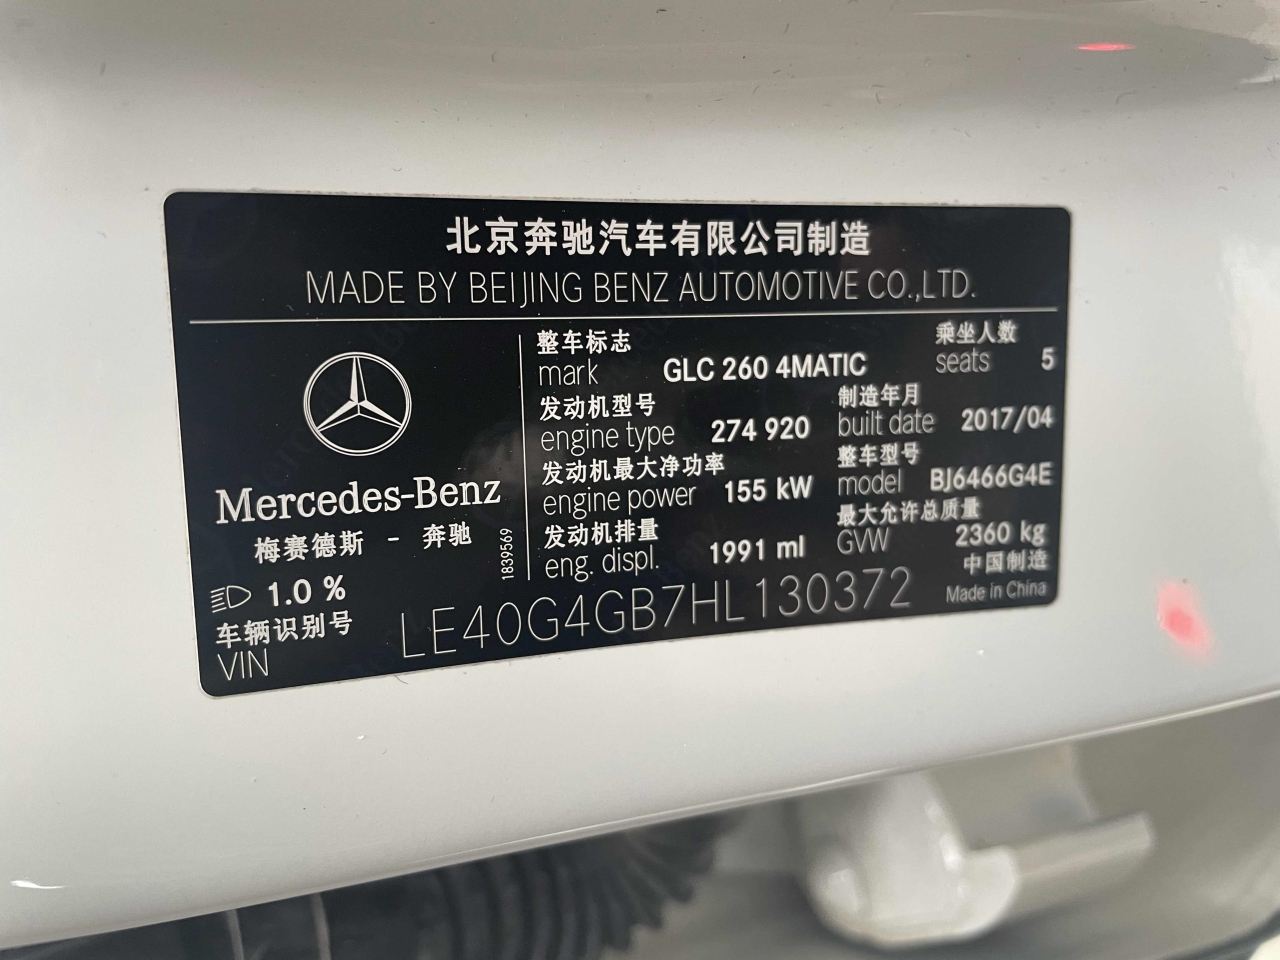 北京奔驰汽车有限公司制造
MADE BY BEIJING BENZ AUTOMOTIVE CO.,LTD.
Mercedes-Benz
梅赛德斯 - 奔驰
1839569
1.0 %
整车标志
mark GLC 260 4MATIC
乘坐人数
seats 5
发动机型号
engine type 274 920
制造年月
built date 2017/04
发动机最大净功率
engine power 155 kW
整车型号
model BJ6466G4E
发动机排量
eng. displ. 1991 ml
最大允许总质量
GVW 2360 kg
中国制造
Made in China
车辆识别号
VIN LE40G4GB7HL130372